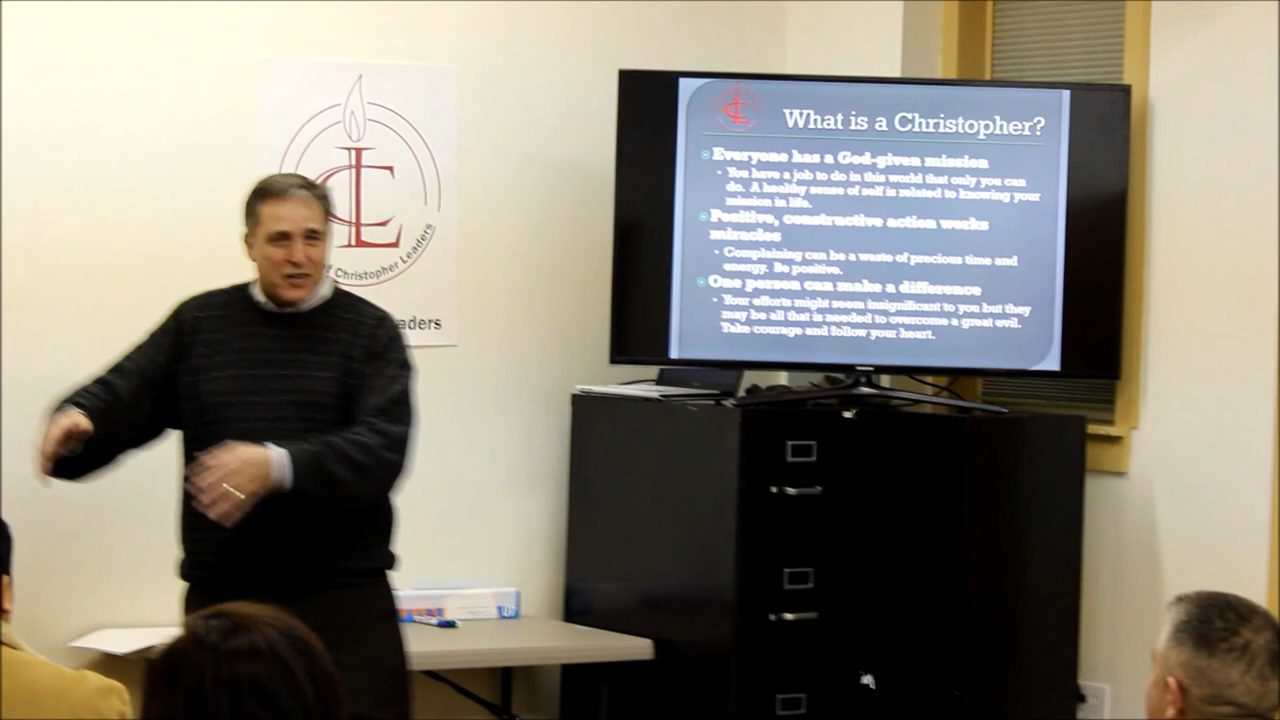 CL
of Christopher Leaders
aders
CL
What is a Christopher?
Everyone has a God-given mission
You have a job to do in this world that only you can
do. A healthy sense of self is related to knowing your
mission in life.
Positive, constructive action works
miracles
Complaining can be a waste of precious time and
energy. Be positive.
One person can make a difference
Your efforts might seem insignificant to you but they
may be all that is needed to overcome a great evil.
Take courage and follow your heart.